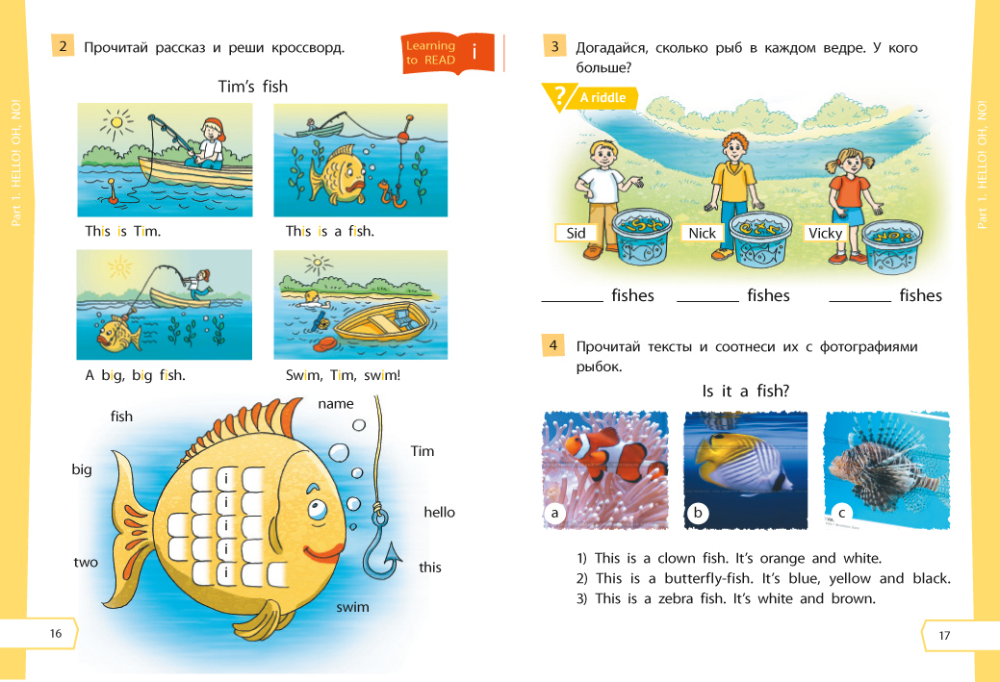 Part 1. HELLO! OH, NO!
2 Прочитай рассказ и реши кроссворд.
Learning
to READ
i
Tim's fish
This is Tim.
This is a fish.
A big, big fish.
Swim, Tim, swim!
name
fish
Tim
big
hello
two
this
swim
i
i
i
i
i
16
3 Догадайся, сколько рыб в каждом ведре. У кого
больше?
? A riddle
Sid
Nick
Vicky
_______ fishes
_______ fishes
_______ fishes
4 Прочитай тексты и соотнеси их с фотографиями
рыбок.
Is it a fish?
a
b
c
1) This is a clown fish. It's orange and white.
2) This is a butterfly-fish. It's blue, yellow and black.
3) This is a zebra fish. It's white and brown.
Part 1. HELLO! OH, NO!
17